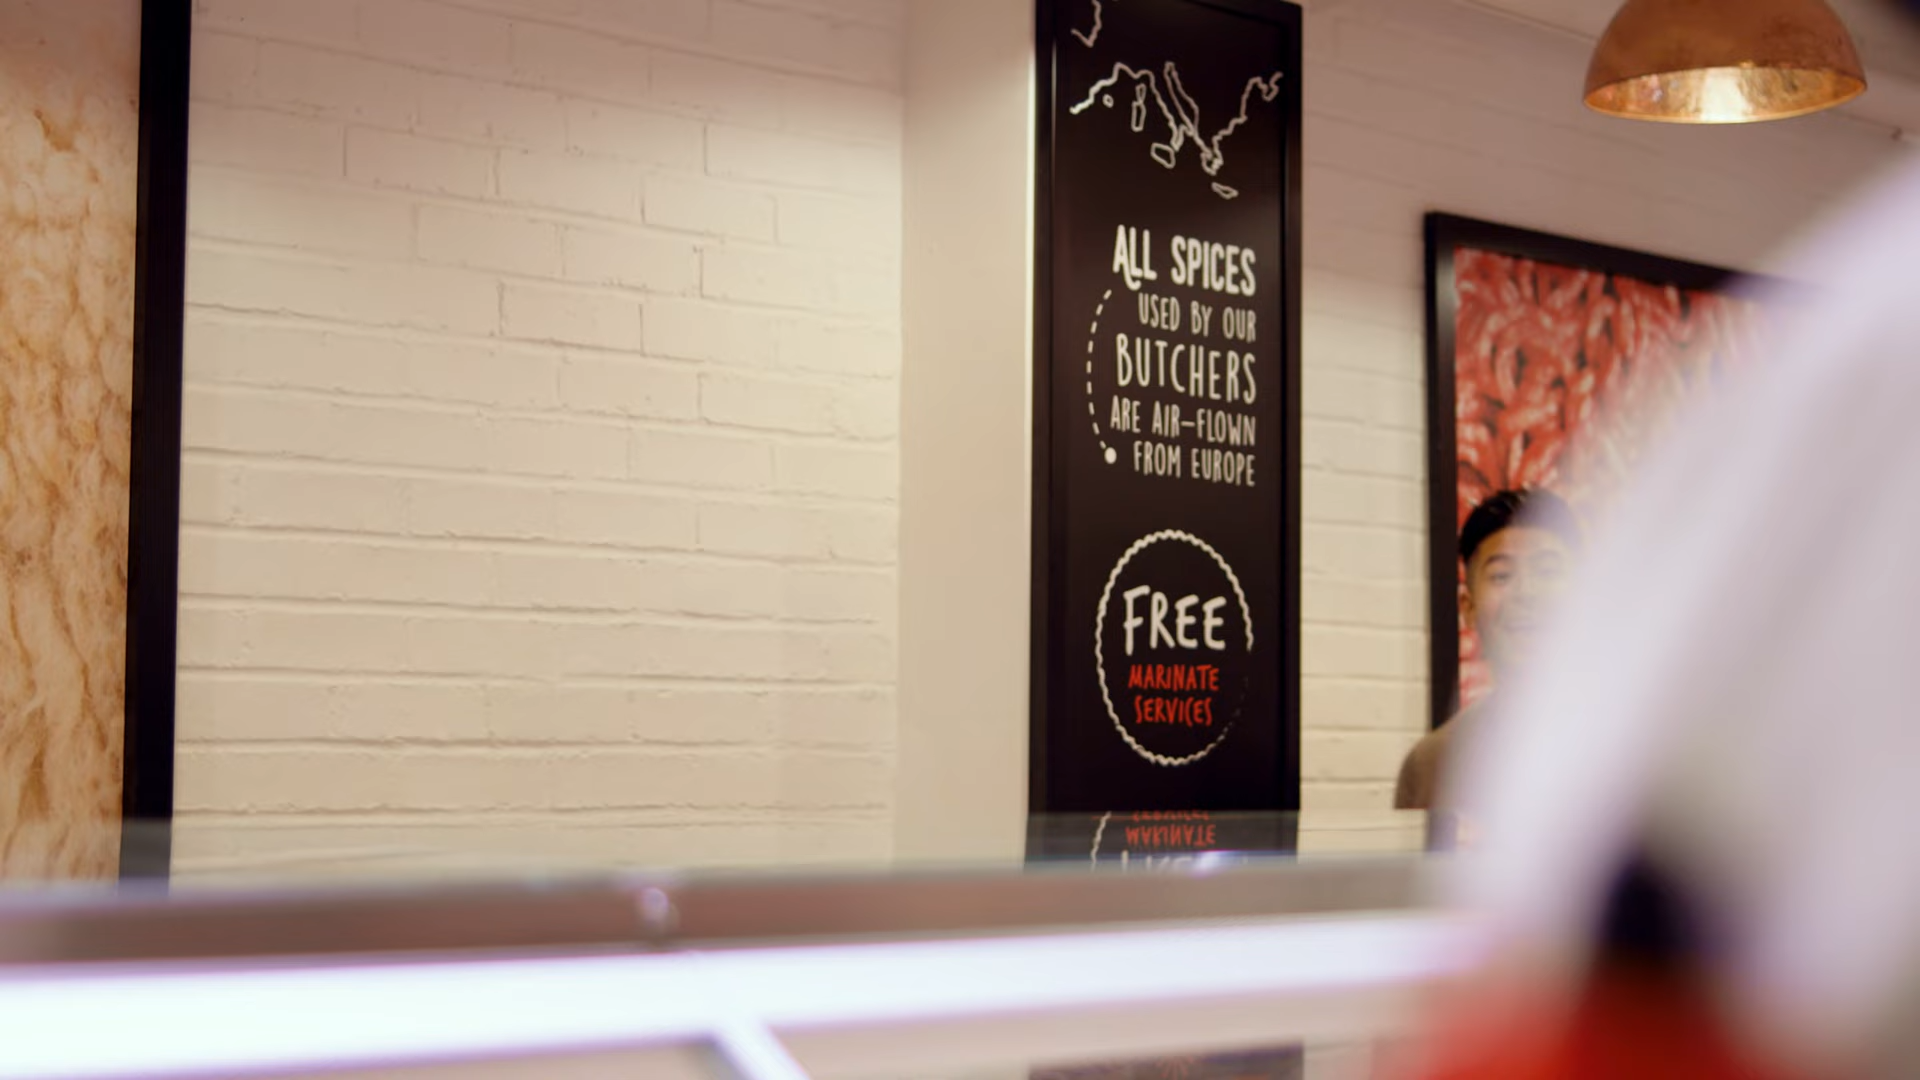 ALL SPICES
USED BY OUR
BUTCHERS
ARE AIR-FLOWN
FROM EUROPE
FREE
MARINATE
SERVICES